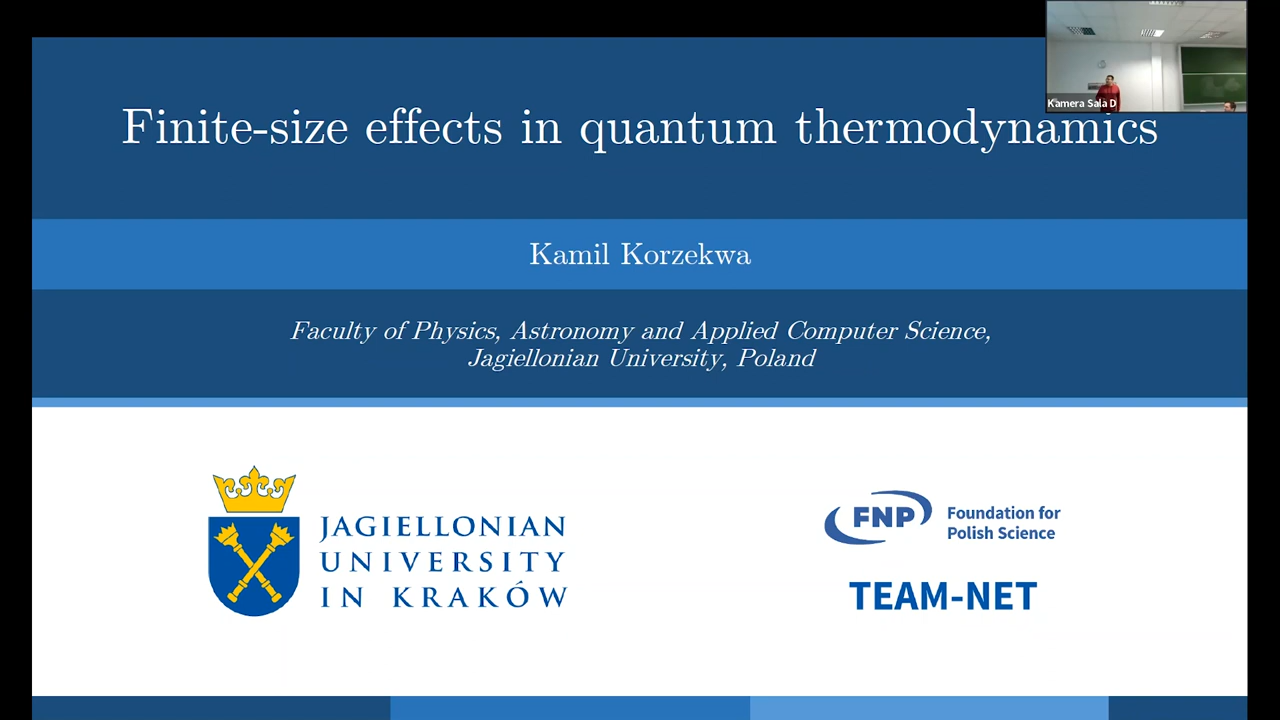 Finite-size effects in quantum thermodynamics
Kamera Sala D
Kamil Korzekwa
Faculty of Physics, Astronomy and Applied Computer Science,
Jagiellonian University, Poland
JAGIELLONIAN
UNIVERSITY
IN KRAKÓW
FNP
Foundation for
Polish Science
TEAM-NET